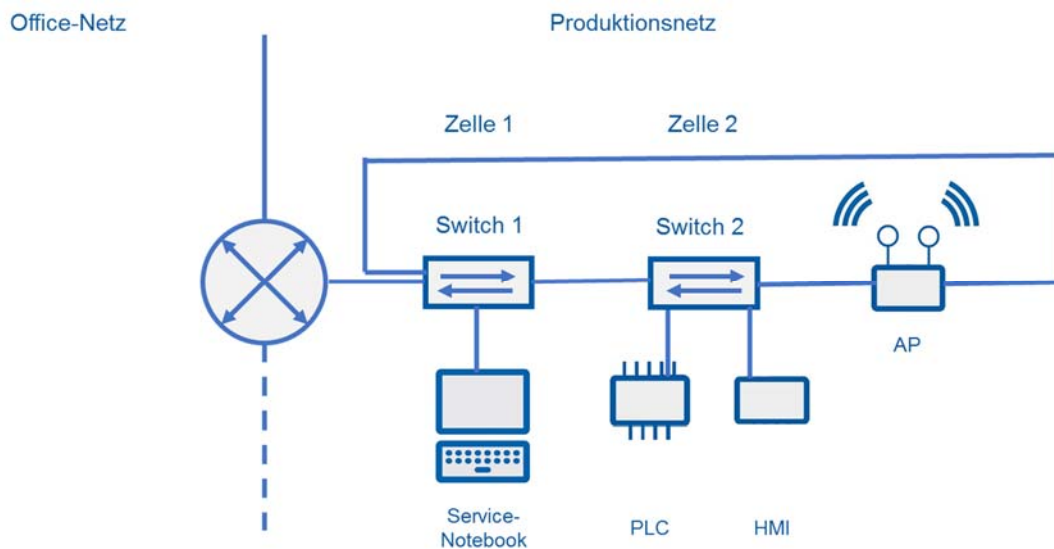 Office-Netz
Produktionsnetz
Zelle 1
Zelle 2
Switch 1
Switch 2
AP
Service-
Notebook
PLC
HMI